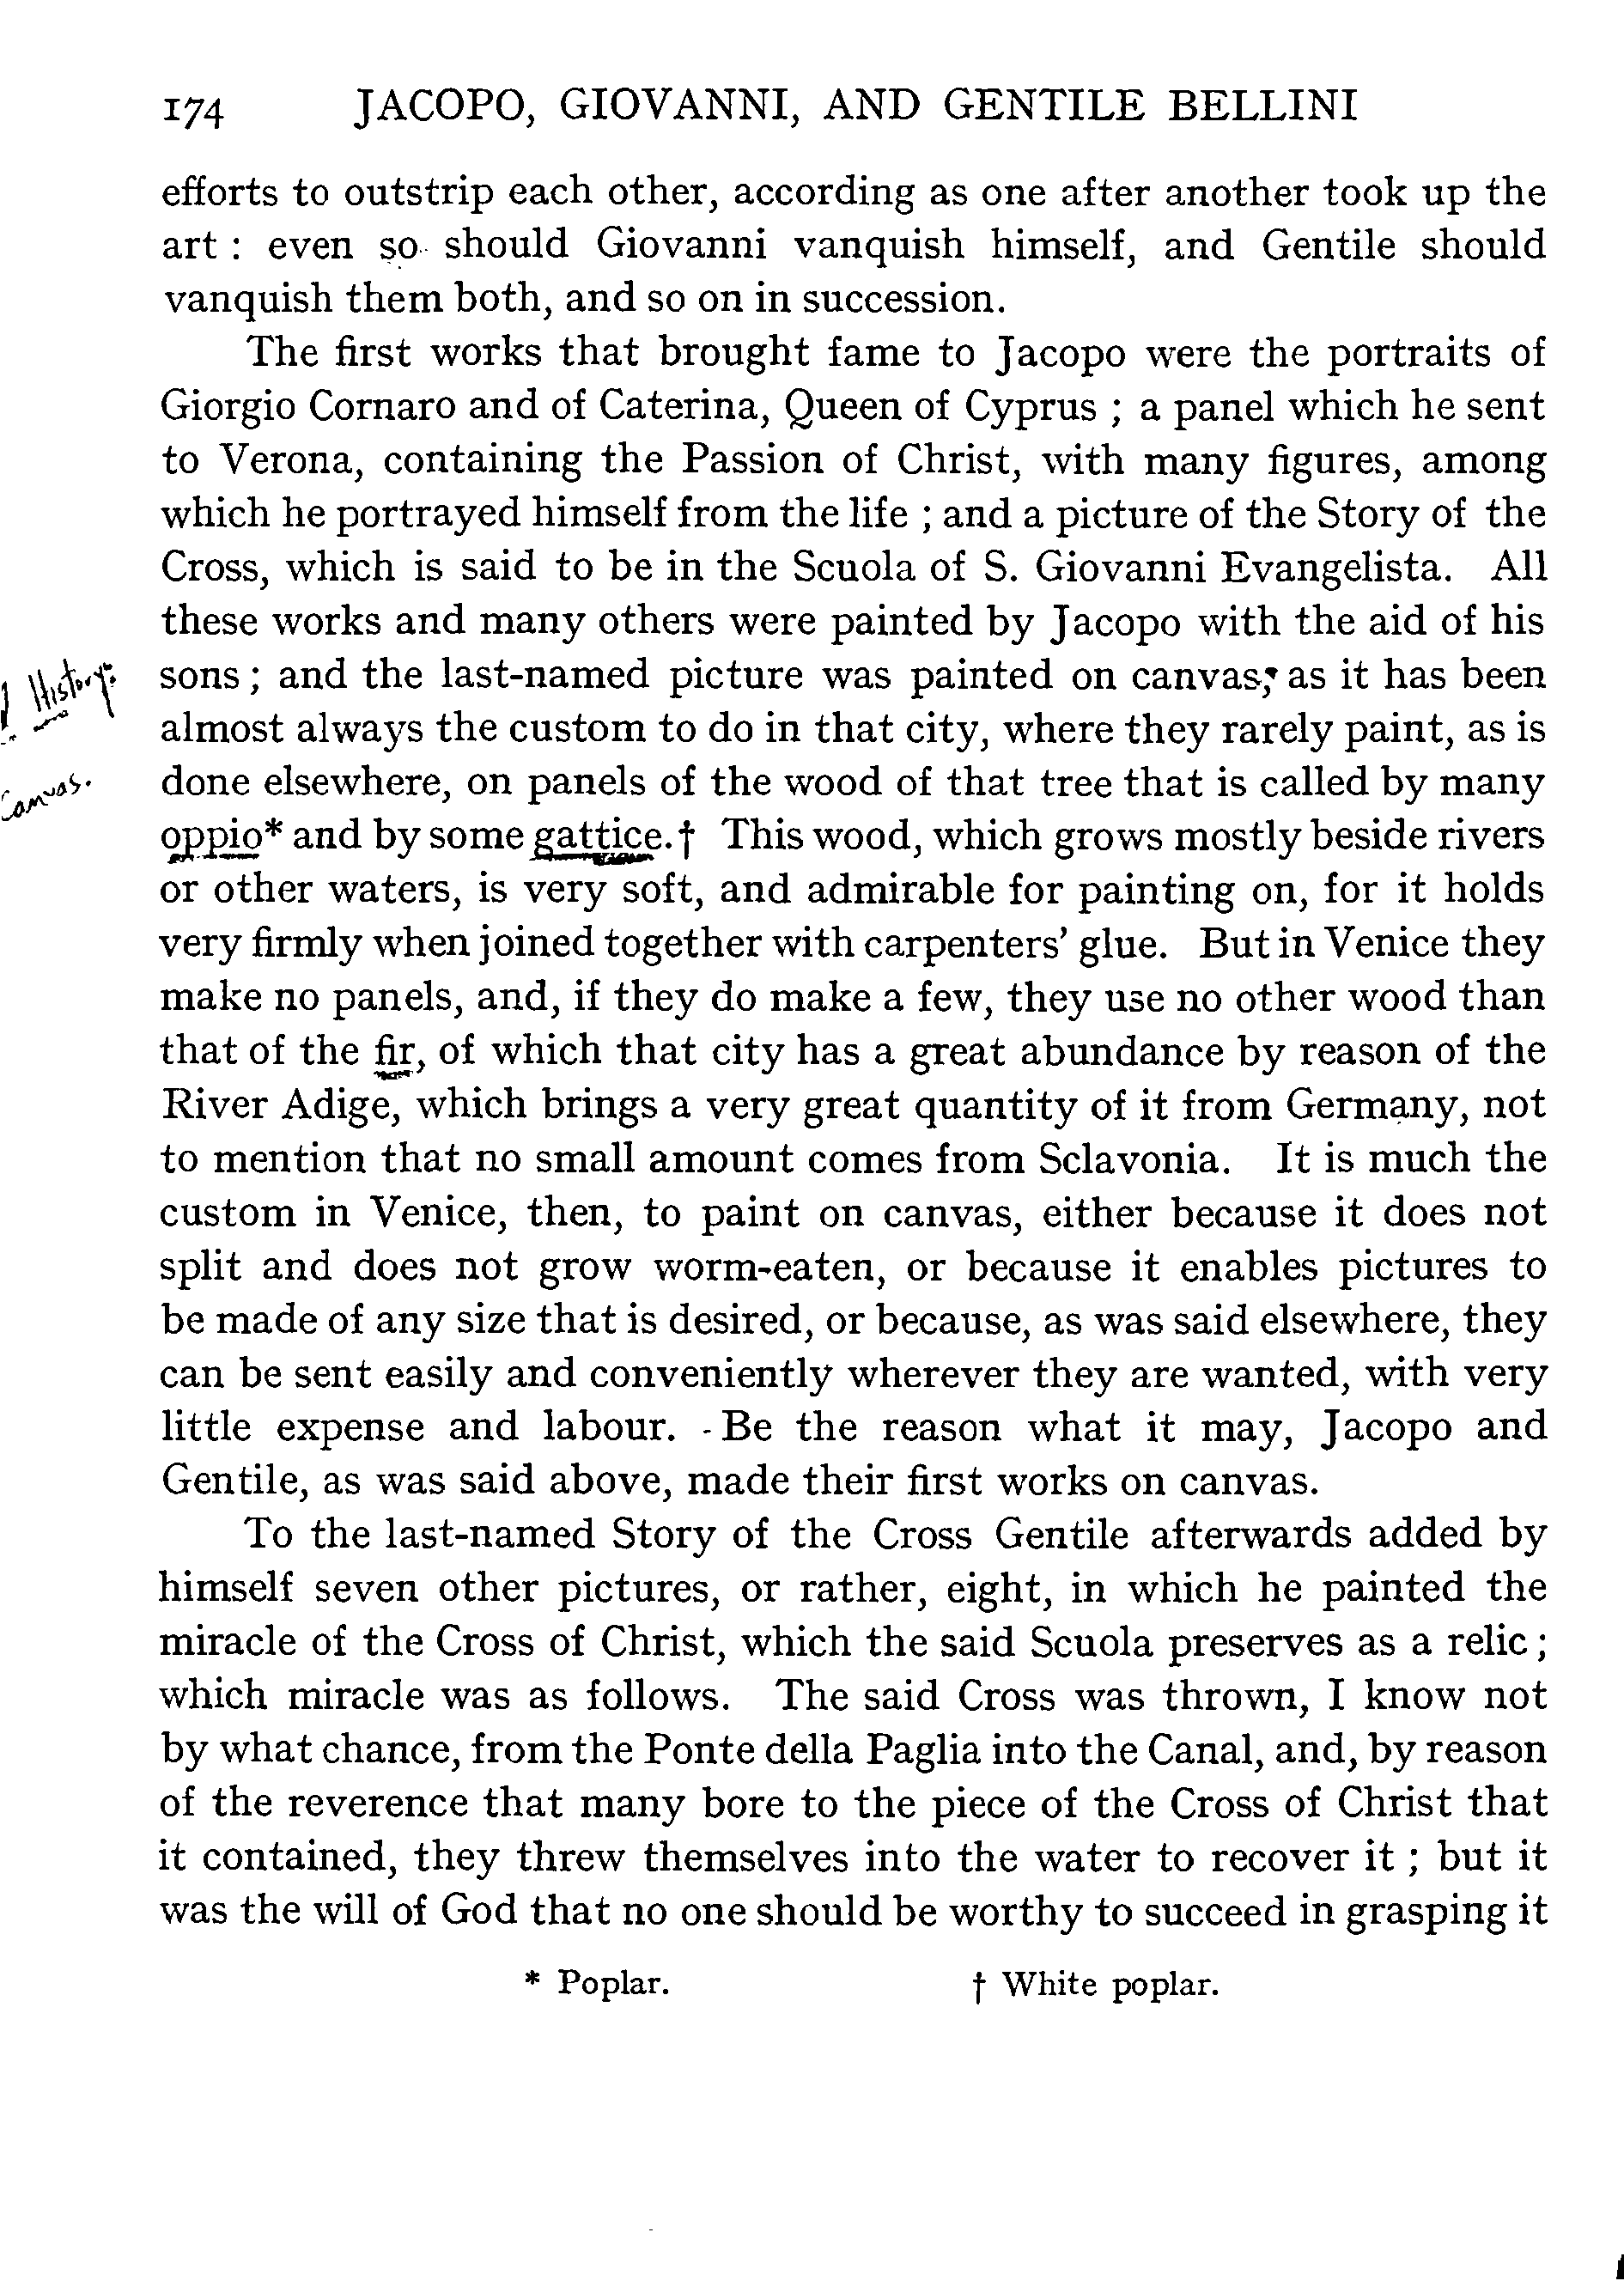 174 JACOPO, GIOVANNI, AND GENTILE BELLINI
efforts to outstrip each other, according as one after another took up the
art : even so should Giovanni vanquish himself, and Gentile should
vanquish them both, and so on in succession.
The first works that brought fame to Jacopo were the portraits of
Giorgio Cornaro and of Caterina, Queen of Cyprus ; a panel which he sent
to Verona, containing the Passion of Christ, with many figures, among
which he portrayed himself from the life ; and a picture of the Story of the
Cross, which is said to be in the Scuola of S. Giovanni Evangelista. All
these works and many others were painted by Jacopo with the aid of his
History.
sons ; and the last-named picture was painted on canvas, as it has been
almost always the custom to do in that city, where they rarely paint, as is
Canvas.
done elsewhere, on panels of the wood of that tree that is called by many
oppio* and by some gattice.† This wood, which grows mostly beside rivers
or other waters, is very soft, and admirable for painting on, for it holds
very firmly when joined together with carpenters' glue. But in Venice they
make no panels, and, if they do make a few, they use no other wood than
that of the fir, of which that city has a great abundance by reason of the
River Adige, which brings a very great quantity of it from Germany, not
to mention that no small amount comes from Sclavonia. It is much the
custom in Venice, then, to paint on canvas, either because it does not
split and does not grow worm-eaten, or because it enables pictures to
be made of any size that is desired, or because, as was said elsewhere, they
can be sent easily and conveniently wherever they are wanted, with very
little expense and labour. Be the reason what it may, Jacopo and
Gentile, as was said above, made their first works on canvas.
To the last-named Story of the Cross Gentile afterwards added by
himself seven other pictures, or rather, eight, in which he painted the
miracle of the Cross of Christ, which the said Scuola preserves as a relic ;
which miracle was as follows. The said Cross was thrown, I know not
by what chance, from the Ponte della Paglia into the Canal, and, by reason
of the reverence that many bore to the piece of the Cross of Christ that
it contained, they threw themselves into the water to recover it ; but it
was the will of God that no one should be worthy to succeed in grasping it
* Poplar. † White poplar.